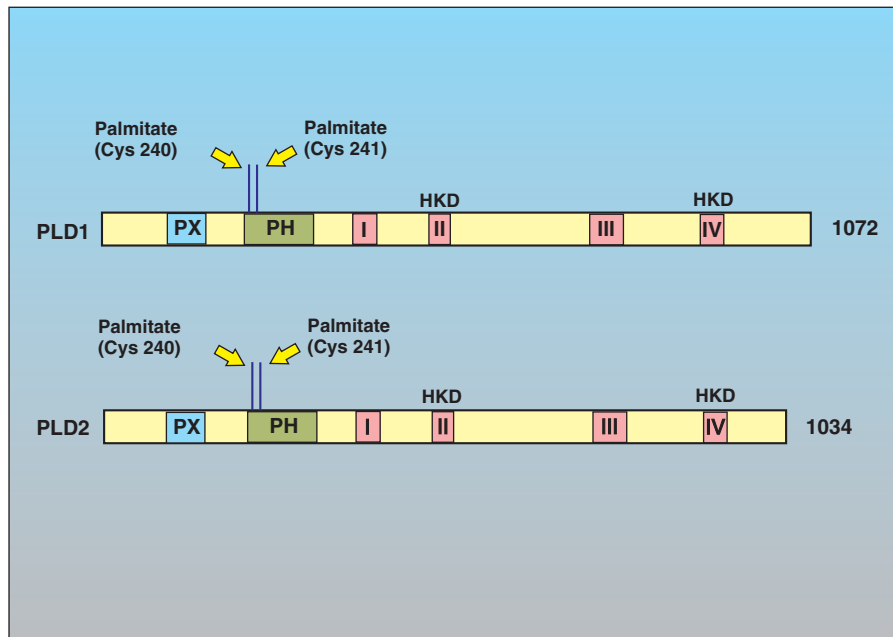 Palmitate
(Cys 240)
Palmitate
(Cys 241)
HKD
HKD
PLD1
PX
PH
I
II
III
IV
1072
Palmitate
(Cys 240)
Palmitate
(Cys 241)
HKD
HKD
PLD2
PX
PH
I
II
III
IV
1034